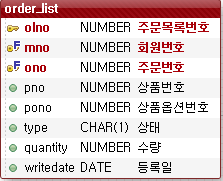 order_list
olno NUMBER 주문목록번호
mno NUMBER 회원번호
ono NUMBER 주문번호
pno NUMBER 상품번호
pono NUMBER 상품옵션번호
type CHAR(1) 상태
quantity NUMBER 수량
writedate DATE 등록일